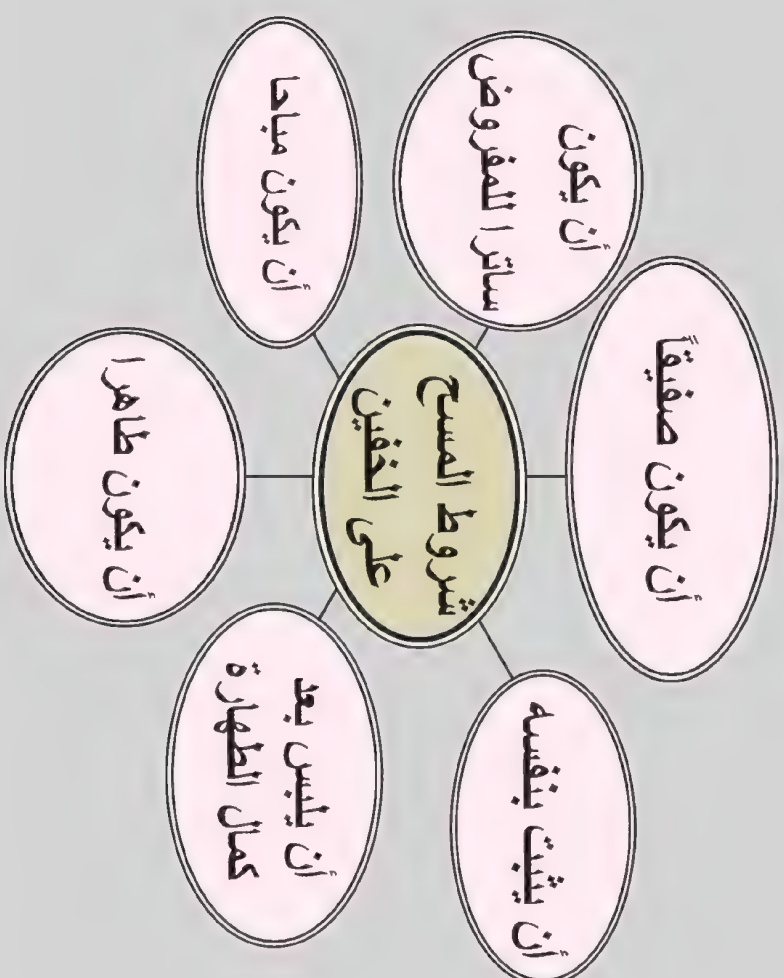 شروط المسح
على الخفين
أن يكون صفيقاً
أن يثبت بنفسه
أن يلبس بعد
كمال الطهارة
أن يكون طاهرا
أن يكون مباحا
أن يكون
ساترا للمفروض